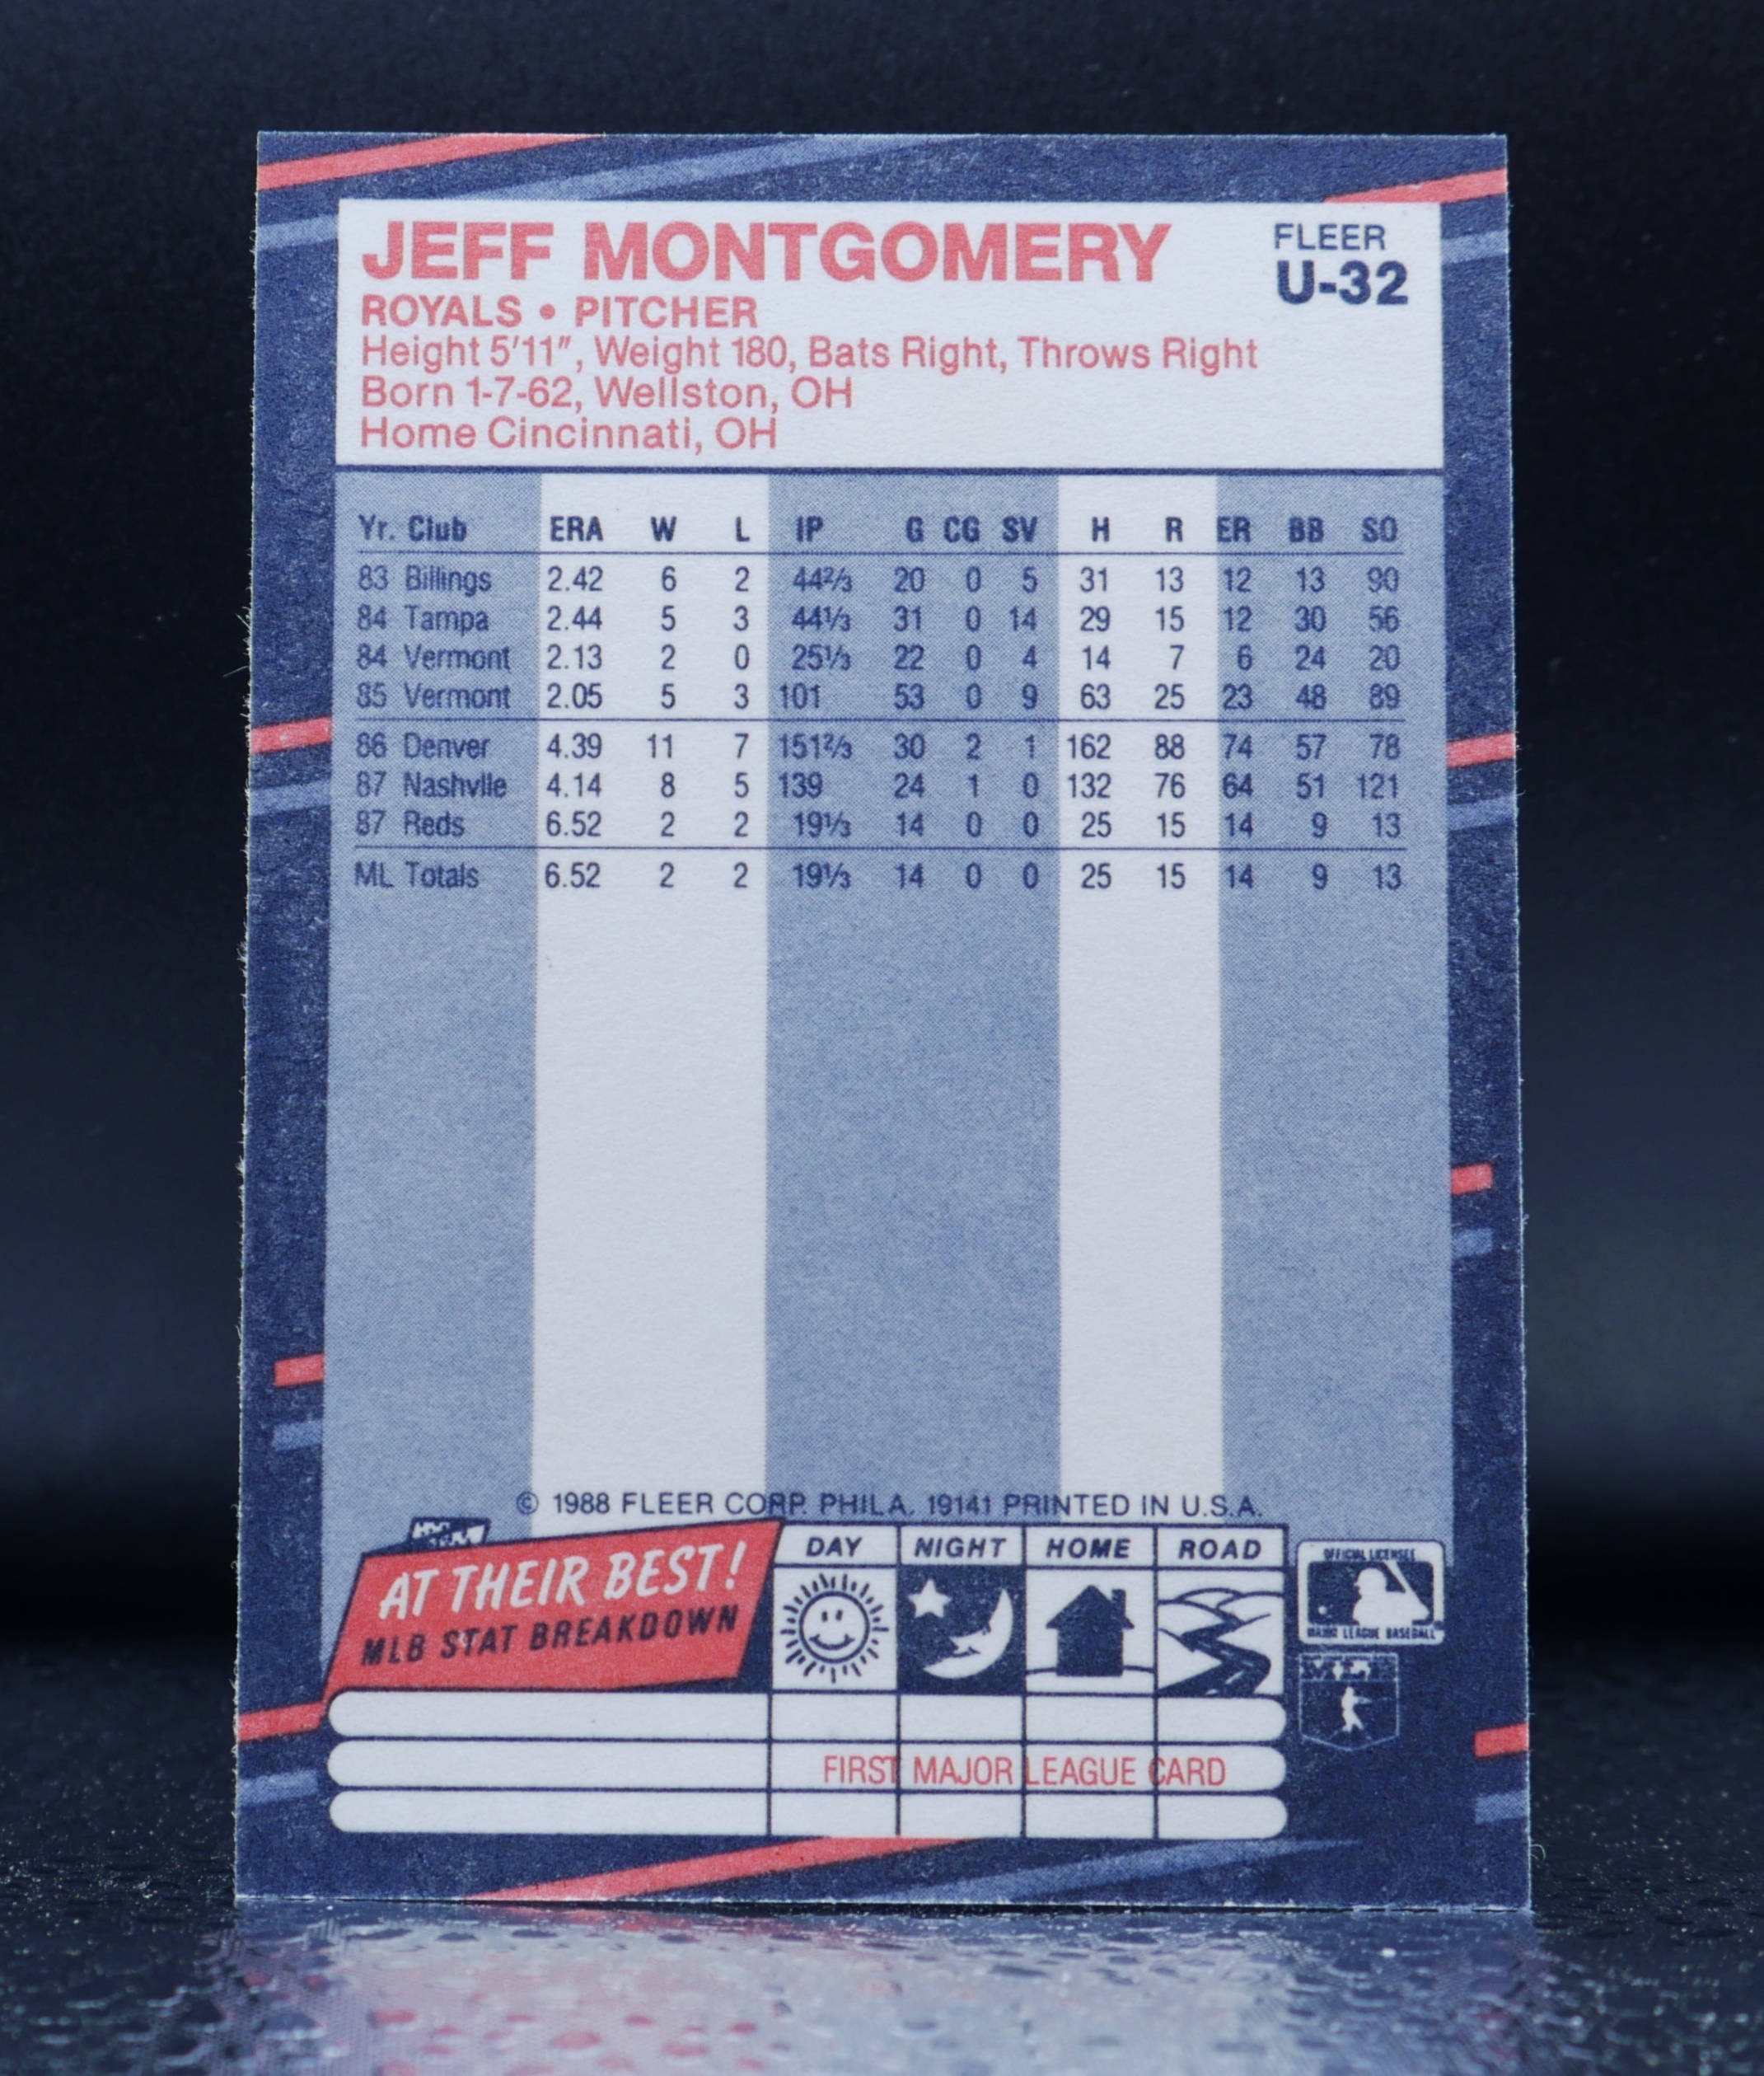 JEFF MONTGOMERY
FLEER
U-32
ROYALS • PITCHER
Height 5'11", Weight 180, Bats Right, Throws Right
Born 1-7-62, Wellston, OH
Home Cincinnati, OH
Yr. Club ERA W L IP G CG SV H R ER BB SO
83 Billings 2.42 6 2 44⅔ 20 0 5 31 13 12 13 90
84 Tampa 2.44 5 3 44⅓ 31 0 14 29 15 12 30 56
84 Vermont 2.13 2 0 25⅓ 22 0 4 14 7 6 24 20
85 Vermont 2.05 5 3 101 53 0 9 63 25 23 48 89
86 Denver 4.39 11 7 151⅔ 30 2 1 162 88 74 57 78
87 Nashvlle 4.14 8 5 139 24 1 0 132 76 64 51 121
87 Reds 6.52 2 2 19⅓ 14 0 0 25 15 14 9 13
ML Totals 6.52 2 2 19⅓ 14 0 0 25 15 14 9 13
© 1988 FLEER CORP. PHILA. 19141 PRINTED IN U.S.A.
AT THEIR BEST!
MLB STAT BREAKDOWN
DAY NIGHT HOME ROAD
OFFICIAL LICENSEE
MAJOR LEAGUE BASEBALL
FIRST MAJOR LEAGUE CARD